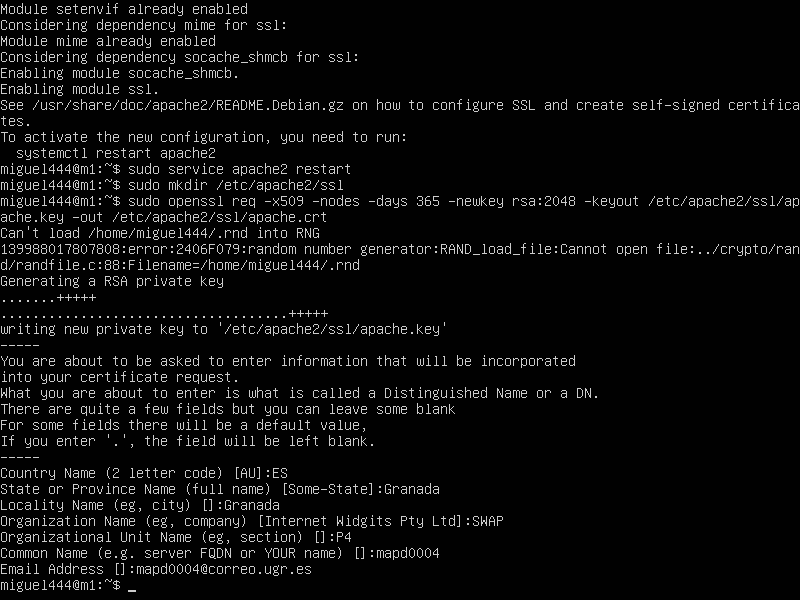 Module setenvif already enabled
Considering dependency mime for ssl:
Module mime already enabled
Considering dependency socache_shmcb for ssl:
Enabling module socache_shmcb.
Enabling module ssl.
See /usr/share/doc/apache2/README.Debian.gz on how to configure SSL and create self-signed certifica
tes.
To activate the new configuration, you need to run:
  systemctl restart apache2
miguel444@m1:~$ sudo service apache2 restart
miguel444@m1:~$ sudo mkdir /etc/apache2/ssl
miguel444@m1:~$ sudo openssl req -x509 -nodes -days 365 -newkey rsa:2048 -keyout /etc/apache2/ssl/ap
ache.key -out /etc/apache2/ssl/apache.crt
Can't load /home/miguel444/.rnd into RNG
139988017807808:error:2406F079:random number generator:RAND_load_file:Cannot open file:../crypto/ran
d/randfile.c:88:Filename=/home/miguel444/.rnd
Generating a RSA private key
.......+++++
....................................+++++
writing new private key to '/etc/apache2/ssl/apache.key'
-----
You are about to be asked to enter information that will be incorporated
into your certificate request.
What you are about to enter is what is called a Distinguished Name or a DN.
There are quite a few fields but you can leave some blank
For some fields there will be a default value,
If you enter '.', the field will be left blank.
-----
Country Name (2 letter code) [AU]:ES
State or Province Name (full name) [Some-State]:Granada
Locality Name (eg, city) []:Granada
Organization Name (eg, company) [Internet Widgits Pty Ltd]:SWAP
Organizational Unit Name (eg, section) []:P4
Common Name (e.g. server FQDN or YOUR name) []:mapd0004
Email Address []:mapd0004@correo.ugr.es
miguel444@m1:~$ _